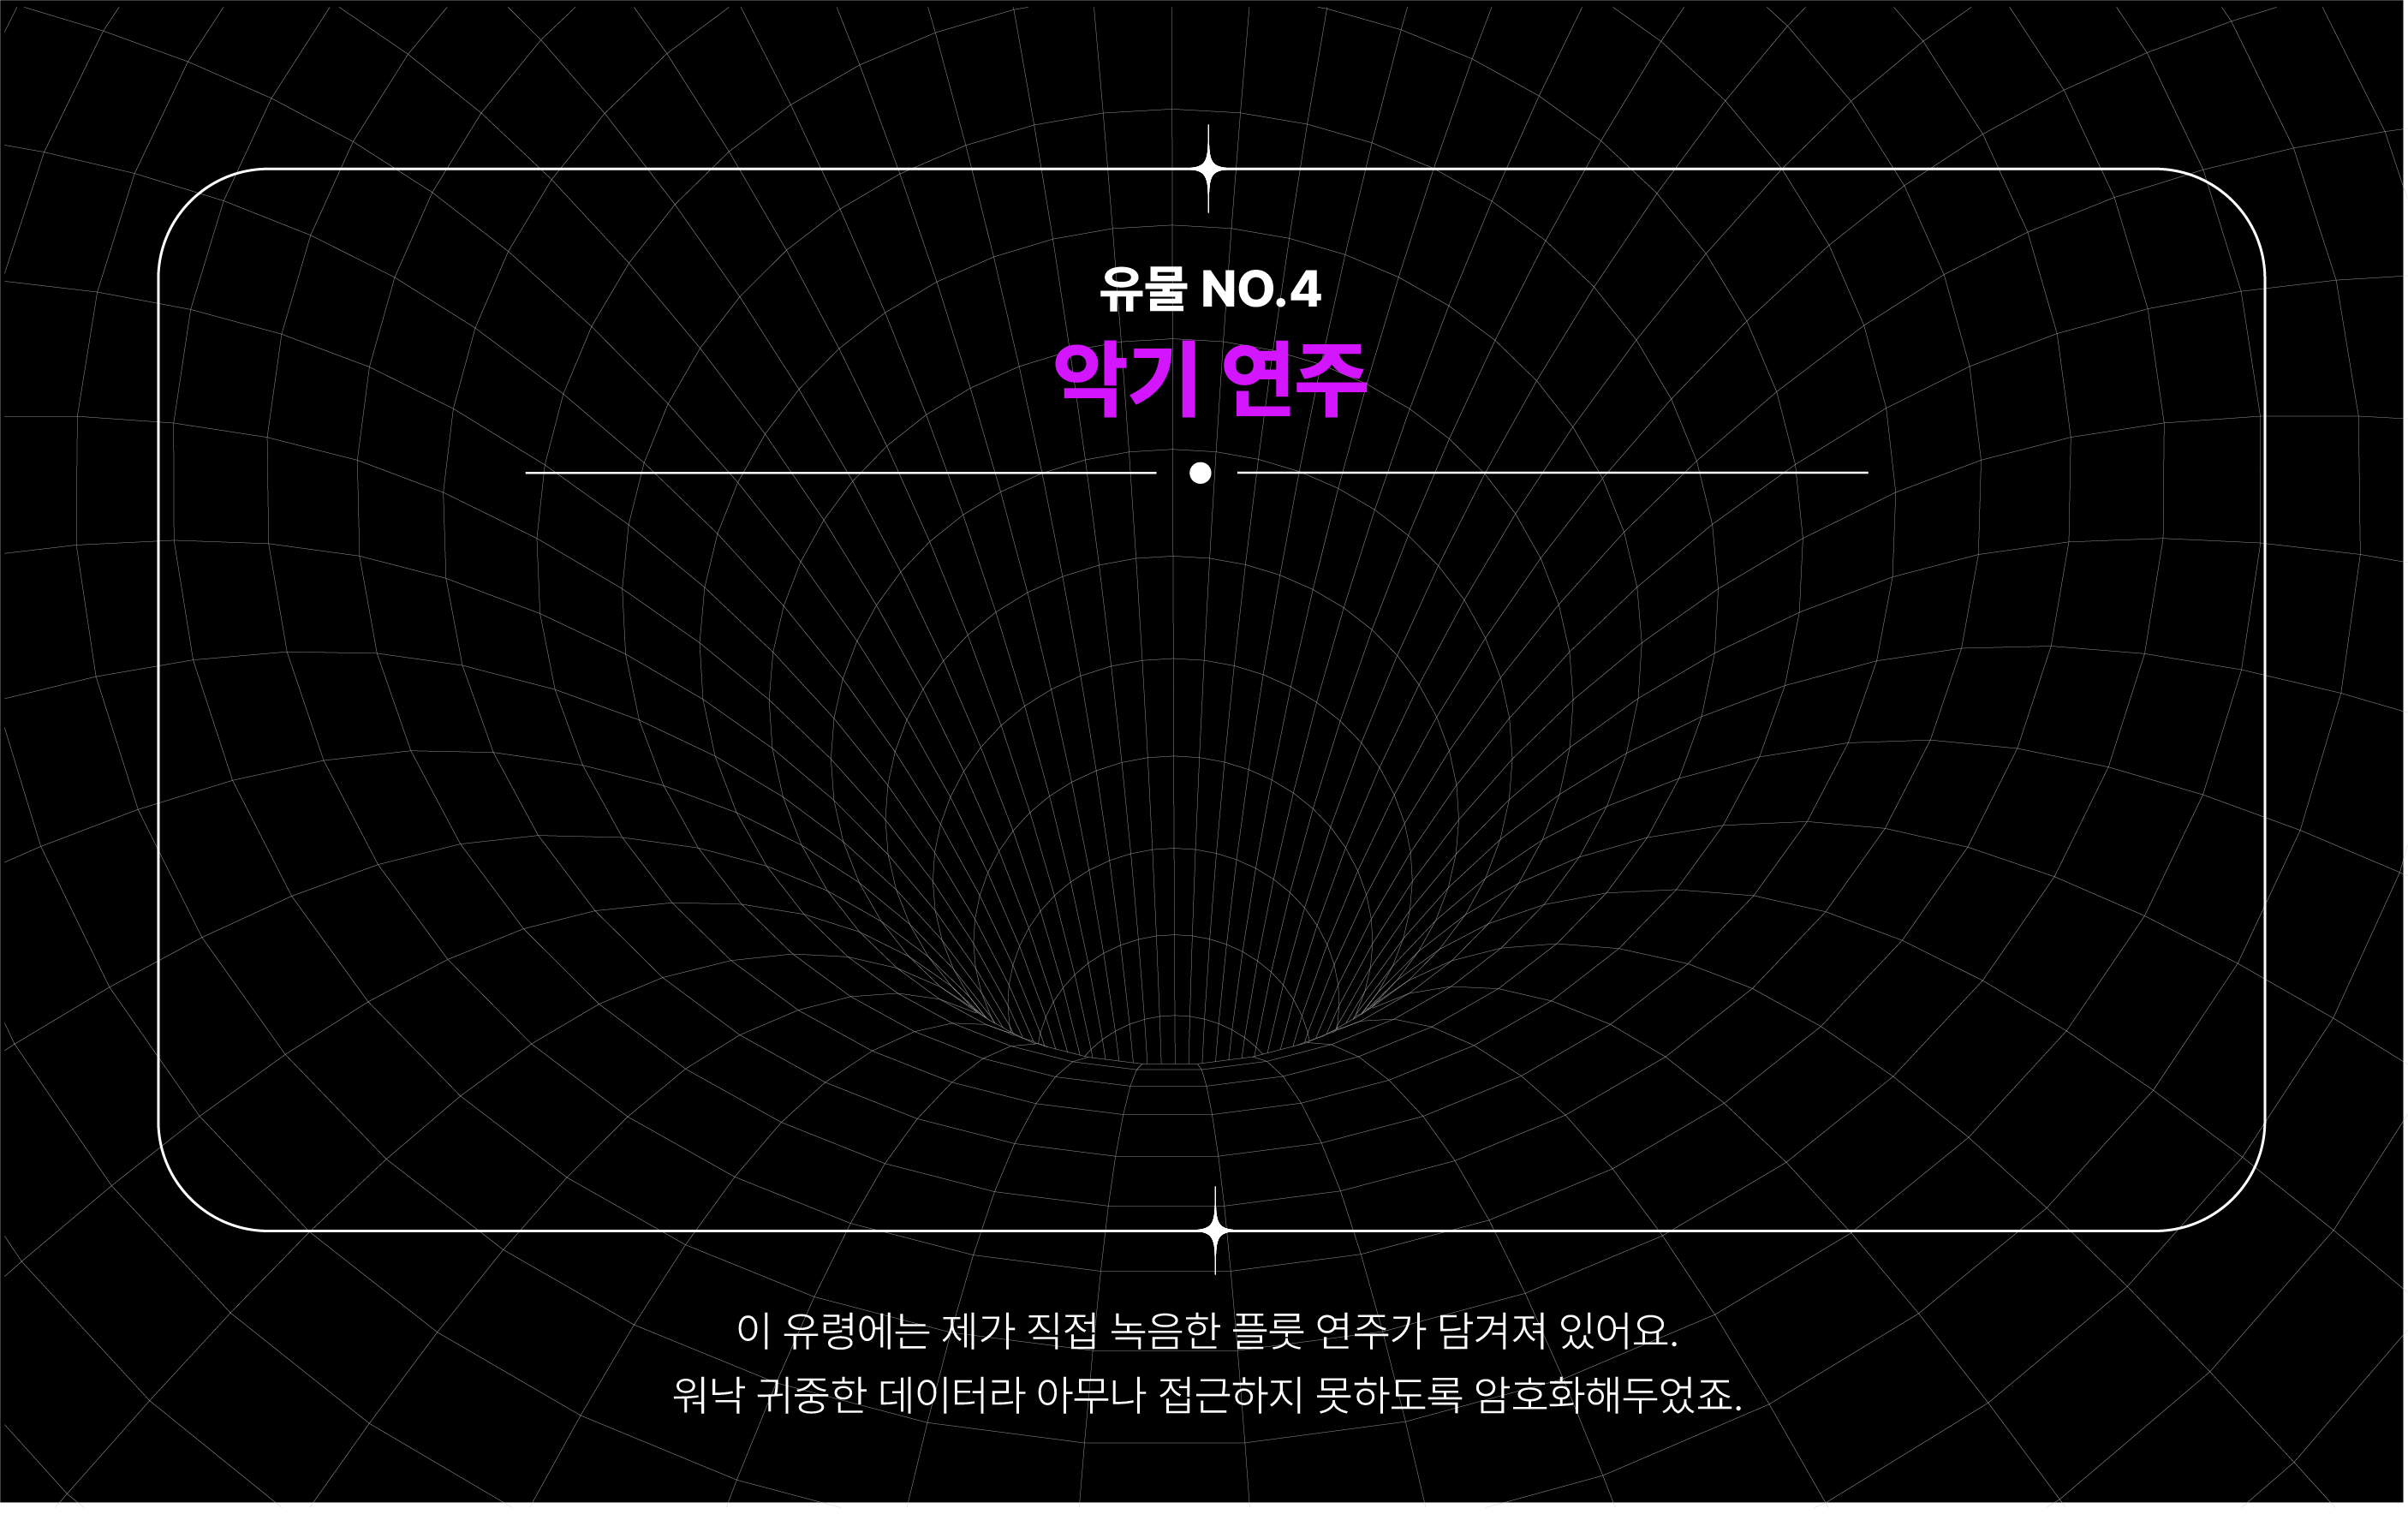 유물 NO.4
악기 연주
이 유령에는 제가 직접 녹음한 플룻 연주가 담겨져 있어요.
워낙 귀중한 데이터라 아무나 접근하지 못하도록 암호화해두었죠.